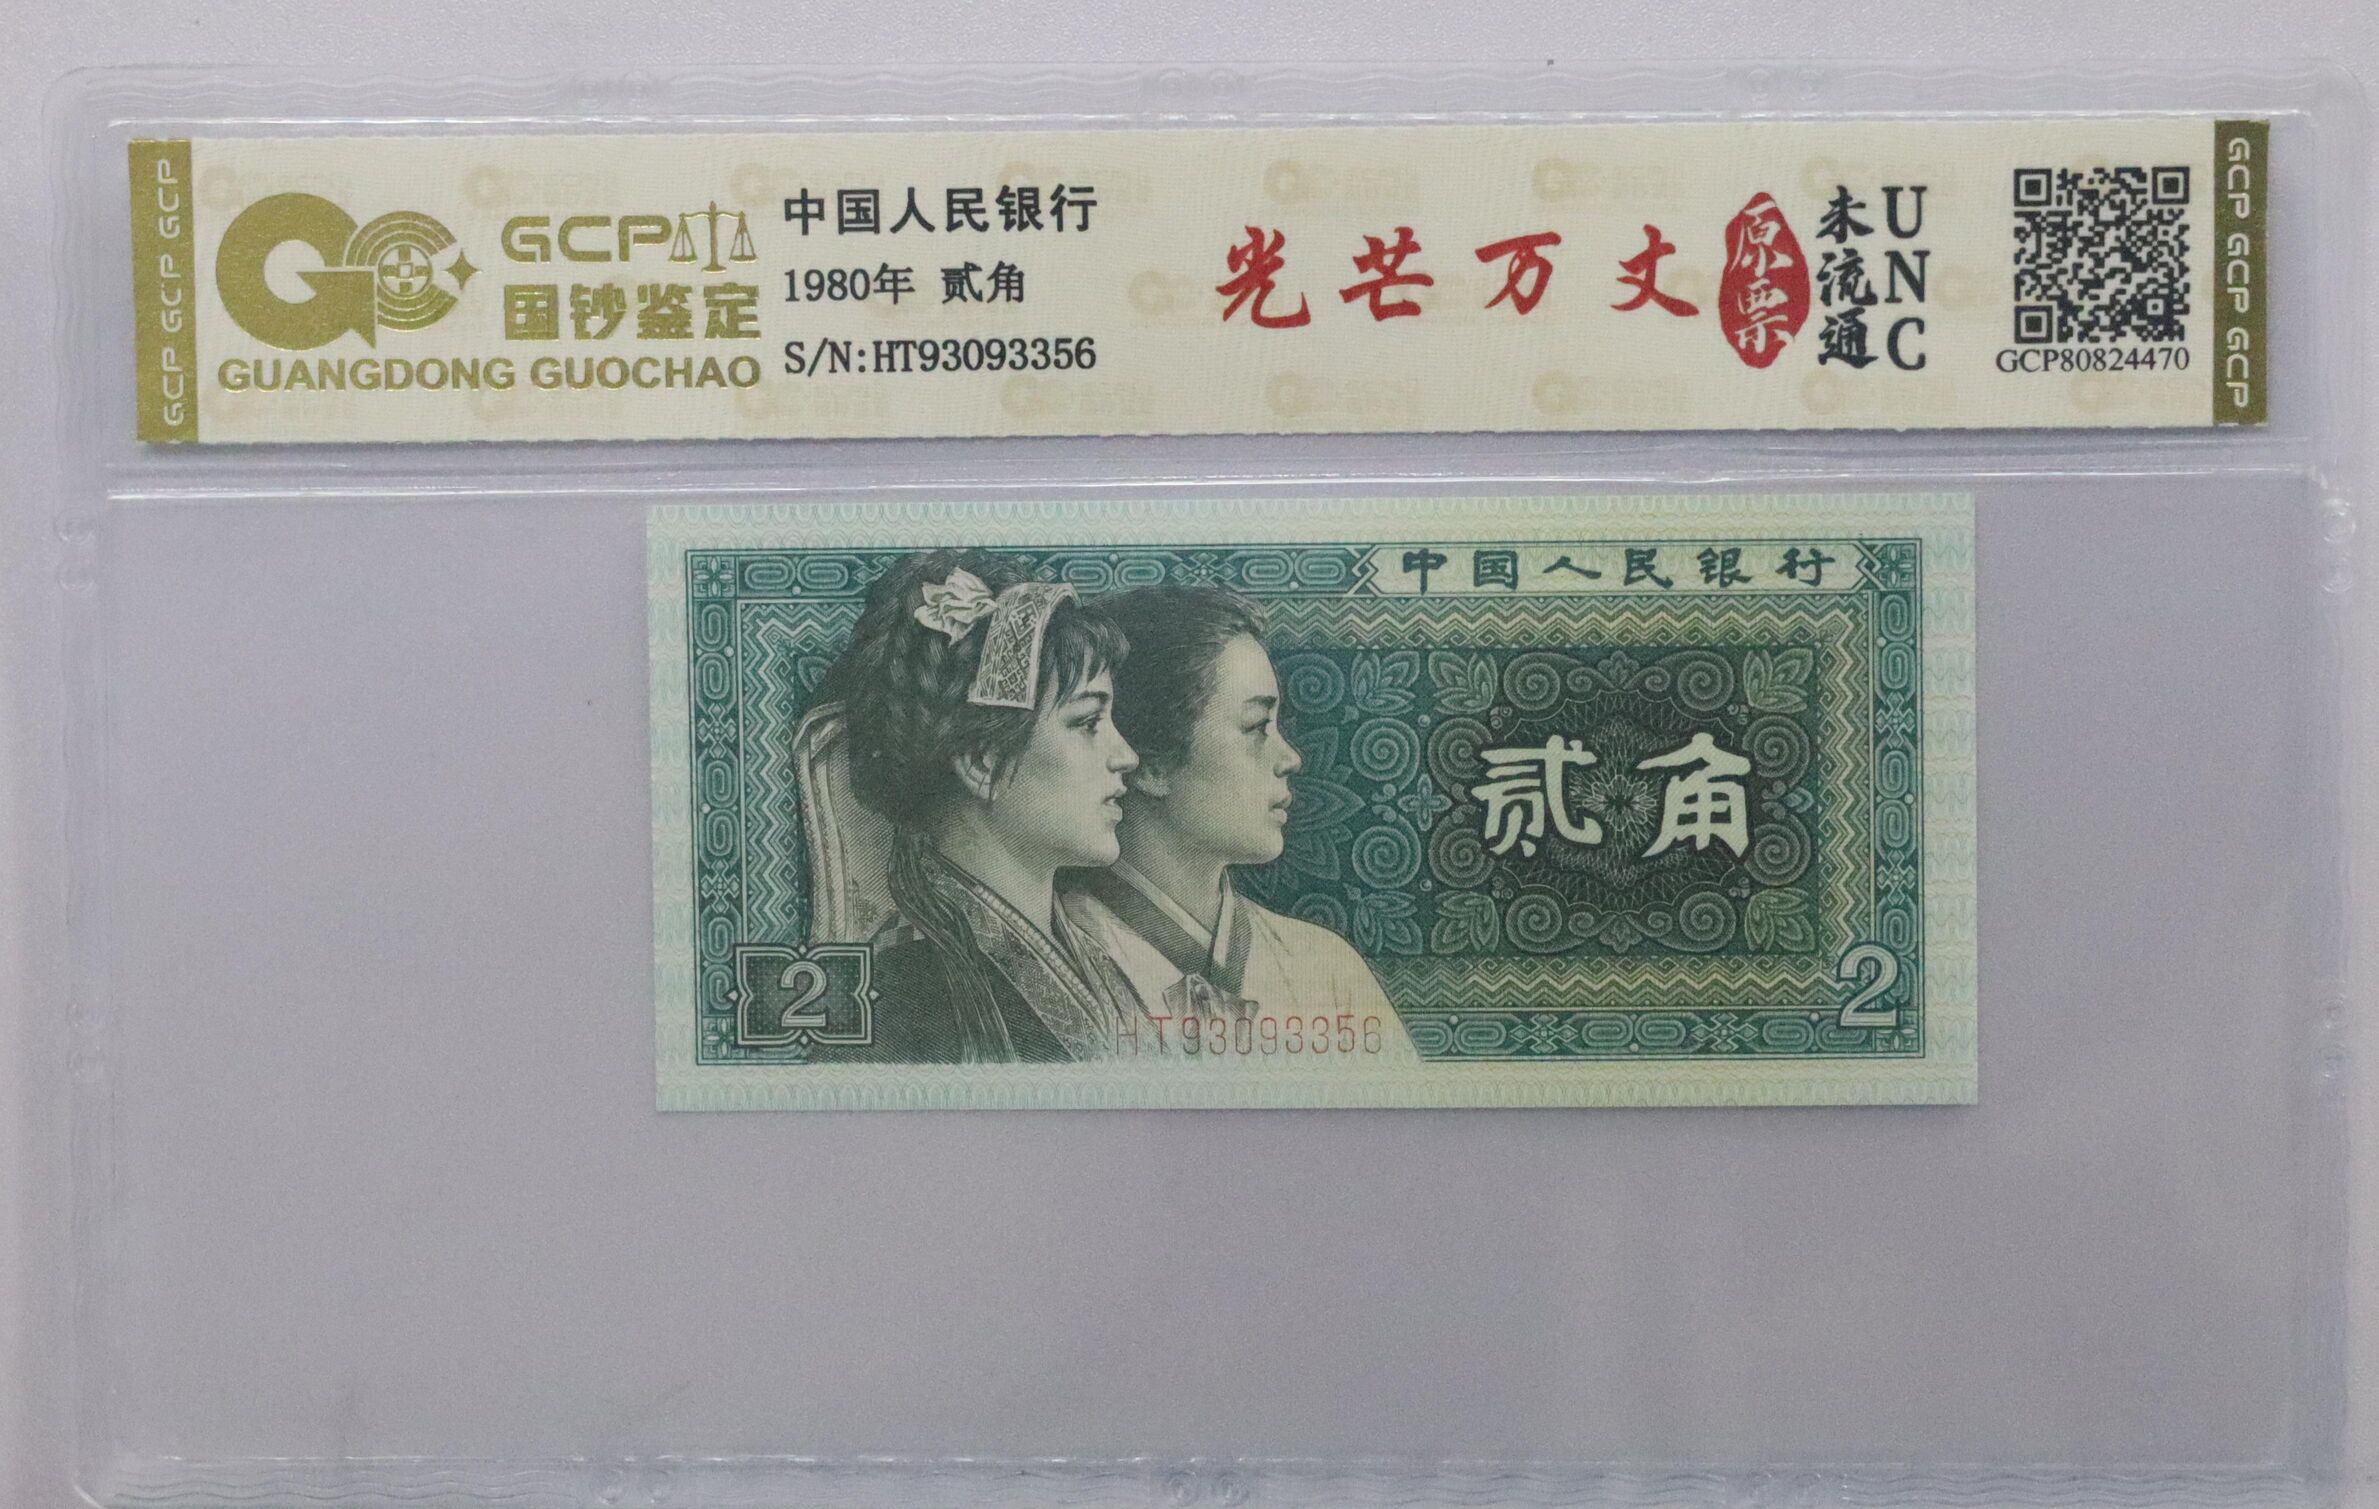 GCP GCP GCP
GCP
国钞鉴定
GUANGDONG GUOCHAO
中国人民银行
1980年 贰角
S/N:HT93093356
光芒万丈
原票
未流通
UNC
GCP80824470
GCP GCP GCP
中国人民银行
贰角
2
2
HT93093356